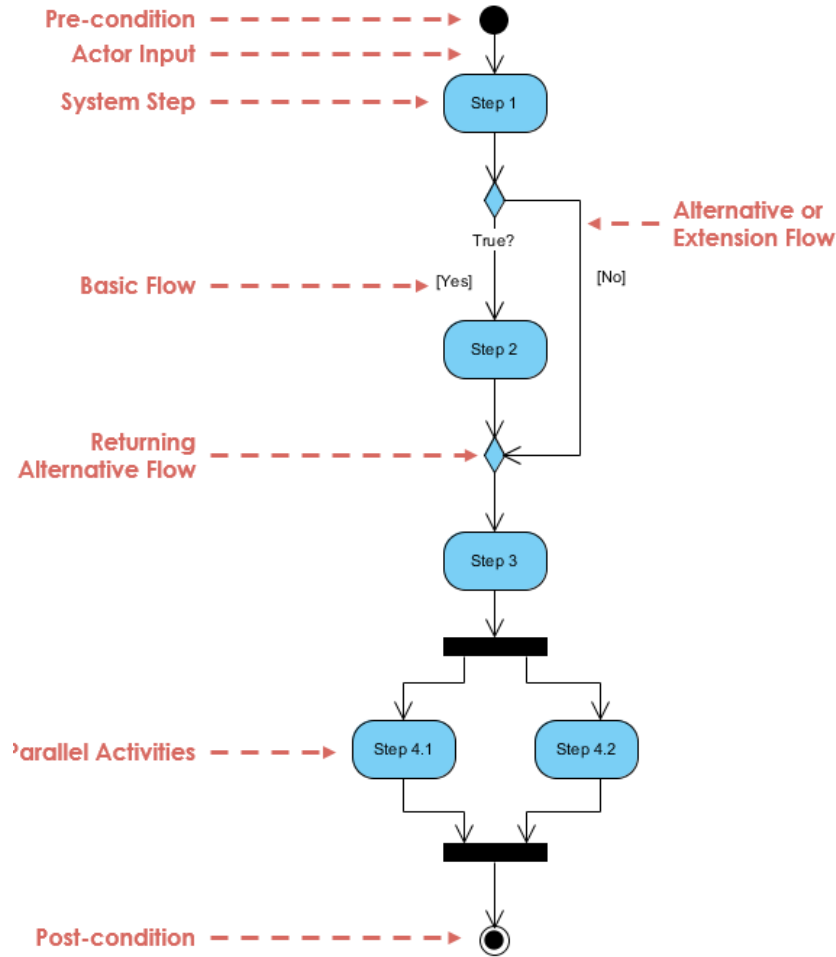 Pre-condition
Actor Input
System Step
Step 1
Alternative or
Extension Flow
True?
Basic Flow
[Yes]
[No]
Step 2
Returning
Alternative Flow
Step 3
Parallel Activities
Step 4.1
Step 4.2
Post-condition